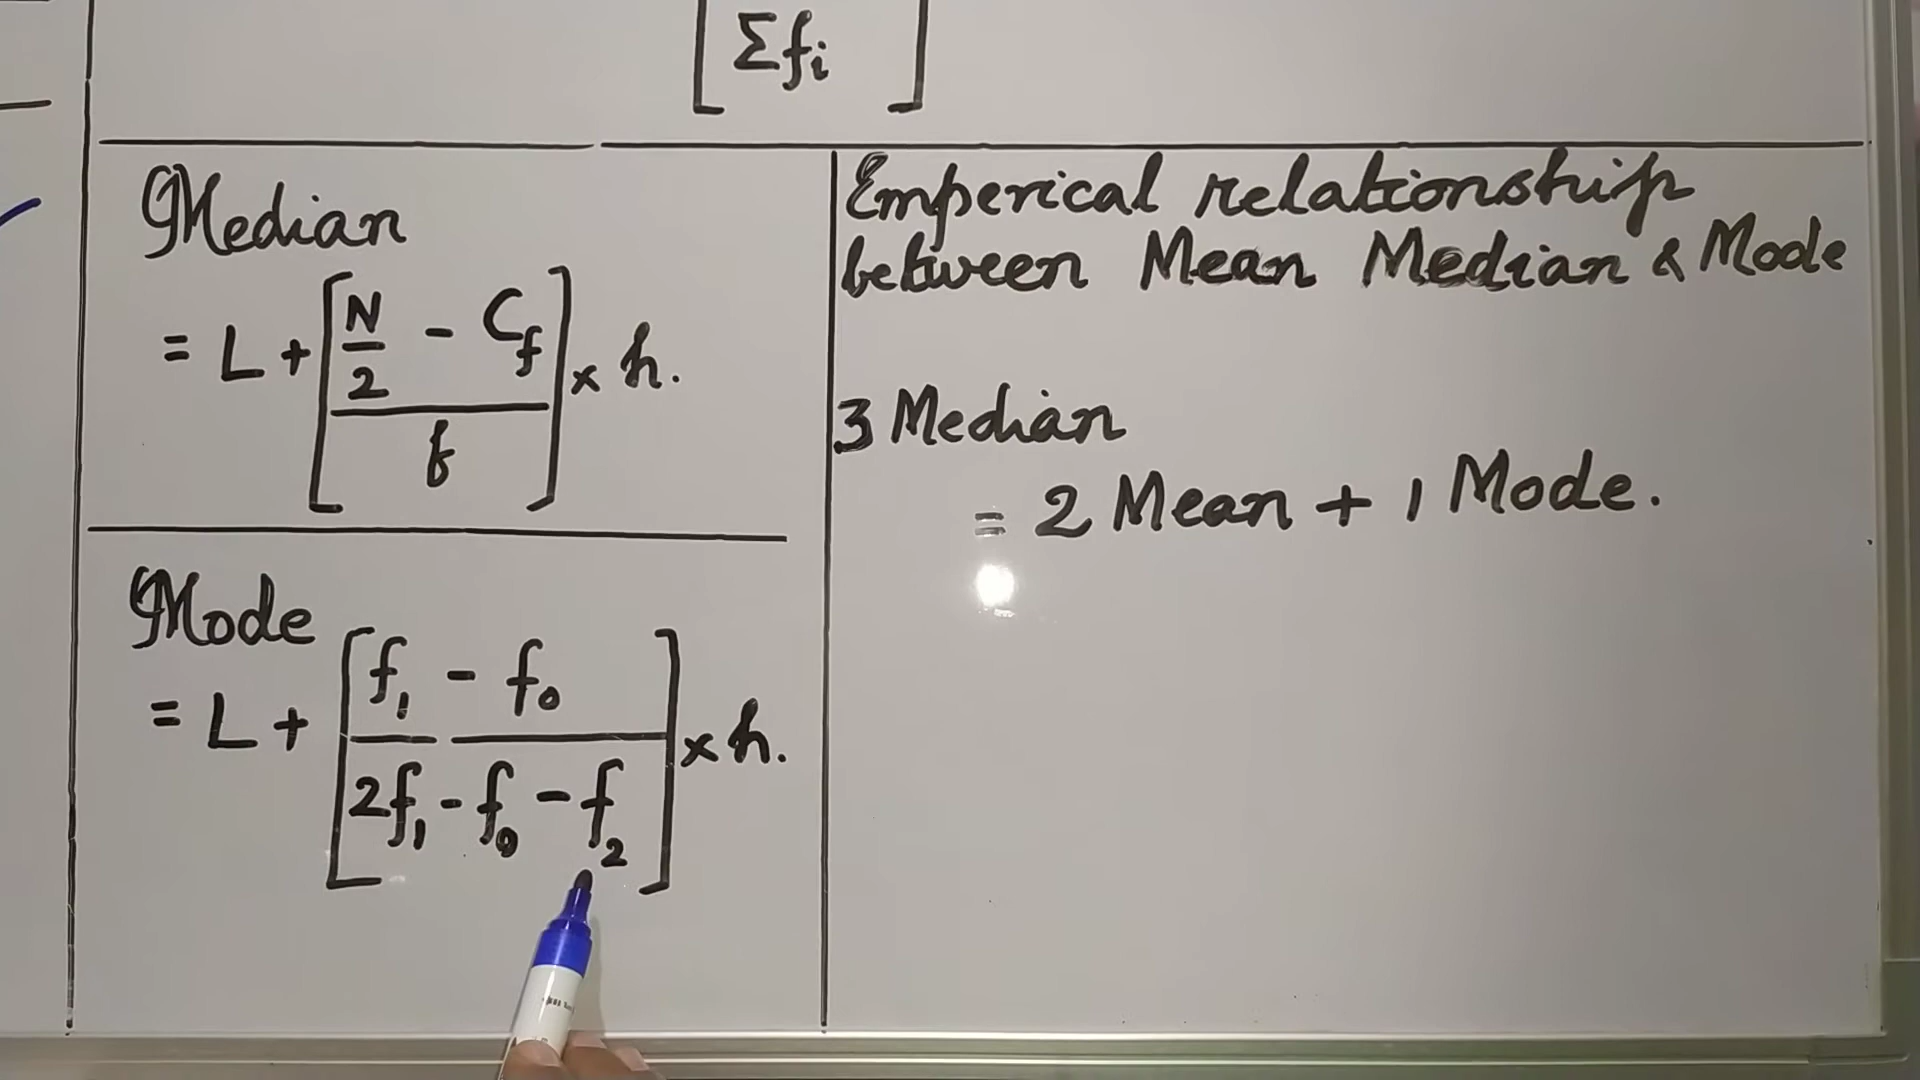 Σfi
Median
= L + [N/2 - Cf / f] × h.
Mode
= L + [f₁ - f₀ / 2f₁ - f₀ - f₂] × h.
Emperical relationship
between Mean Median & Mode
3 Median
= 2 Mean + 1 Mode.